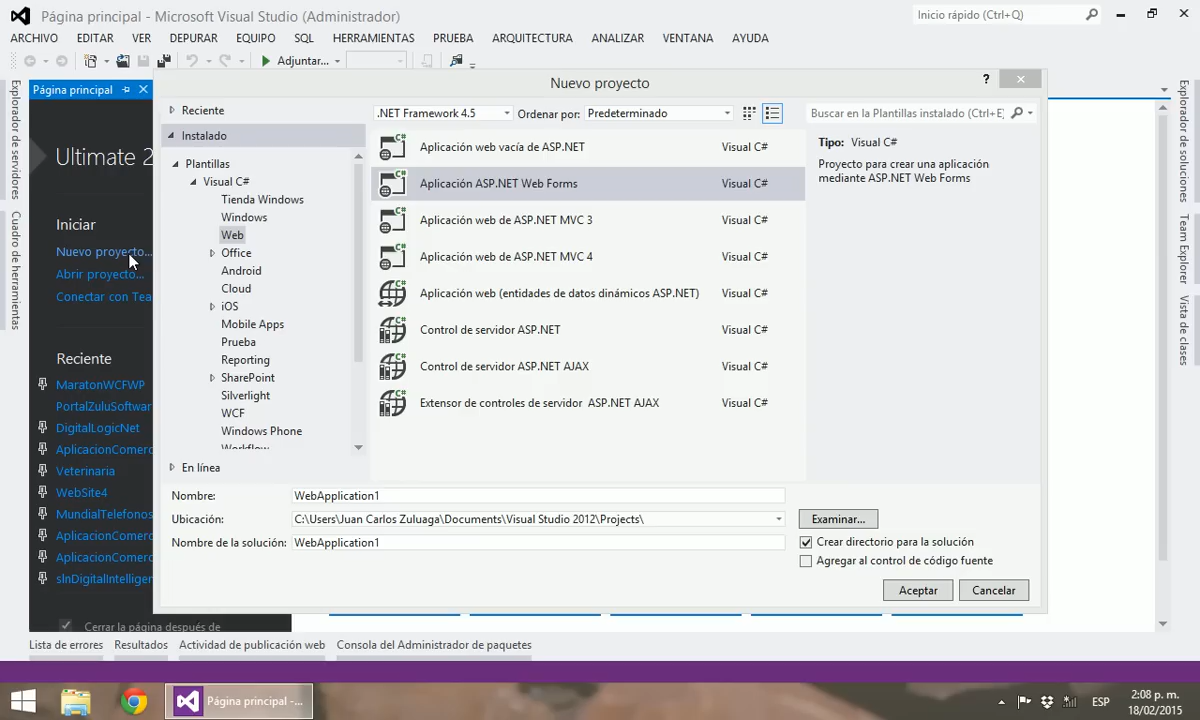 Página principal - Microsoft Visual Studio (Administrador)
Inicio rápido (Ctrl+Q)
ARCHIVO EDITAR VER DEPURAR EQUIPO SQL HERRAMIENTAS PRUEBA ARQUITECTURA ANALIZAR VENTANA AYUDA
Adjuntar...
Página principal
Explorador de servidores
Cuadro de herramientas
Ultimate 2
Iniciar
Nuevo proyecto...
Abrir proyecto...
Conectar con Tea
Reciente
MaratonWCFWP
PortalZuluSoftwar
DigitalLogicNet
AplicacionComerc
Veterinaria
WebSite4
MundialTelefonos
AplicacionComerc
AplicacionComerc
slnDigitalIntelliger
Cerrar la página después de
Nuevo proyecto
?
Reciente
Instalado
Plantillas
Visual C#
Tienda Windows
Windows
Web
Office
Android
Cloud
iOS
Mobile Apps
Prueba
Reporting
SharePoint
Silverlight
WCF
Windows Phone
Workflow
En línea
.NET Framework 4.5
Ordenar por: Predeterminado
Aplicación web vacía de ASP.NET Visual C#
Aplicación ASP.NET Web Forms Visual C#
Aplicación web de ASP.NET MVC 3 Visual C#
Aplicación web de ASP.NET MVC 4 Visual C#
Aplicación web (entidades de datos dinámicos ASP.NET) Visual C#
Control de servidor ASP.NET Visual C#
Control de servidor ASP.NET AJAX Visual C#
Extensor de controles de servidor ASP.NET AJAX Visual C#
Buscar en la Plantillas instalado (Ctrl+E)
Tipo: Visual C#
Proyecto para crear una aplicación
mediante ASP.NET Web Forms
Nombre: WebApplication1
Ubicación: C:\Users\Juan Carlos Zuluaga\Documents\Visual Studio 2012\Projects\
Examinar...
Nombre de la solución: WebApplication1
Crear directorio para la solución
Agregar al control de código fuente
Aceptar Cancelar
Explorador de soluciones
Team Explorer
Vista de clases
Lista de errores Resultados Actividad de publicación web Consola del Administrador de paquetes
Página principal -...
ESP
2:08 p. m.
18/02/2015